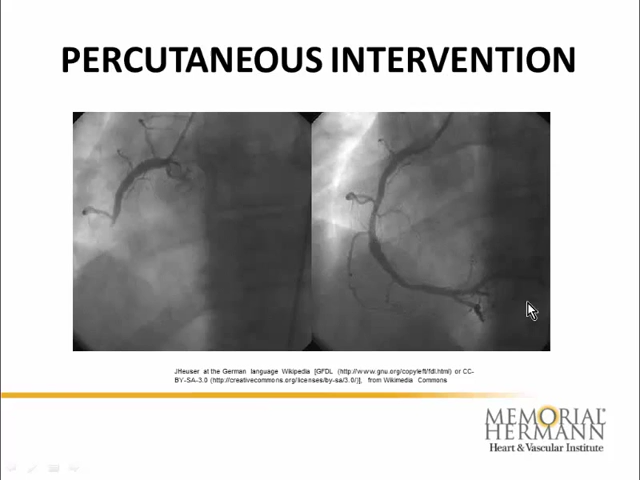 PERCUTANEOUS INTERVENTION
JHeuser at the German language Wikipedia [GFDL (http://www.gnu.org/copyleft/fdl.html) or CC-
BY-SA-3.0 (http://creativecommons.org/licenses/by-sa/3.0/)], from Wikimedia Commons
MEMORIAL®
HERMANN
Heart & Vascular Institute